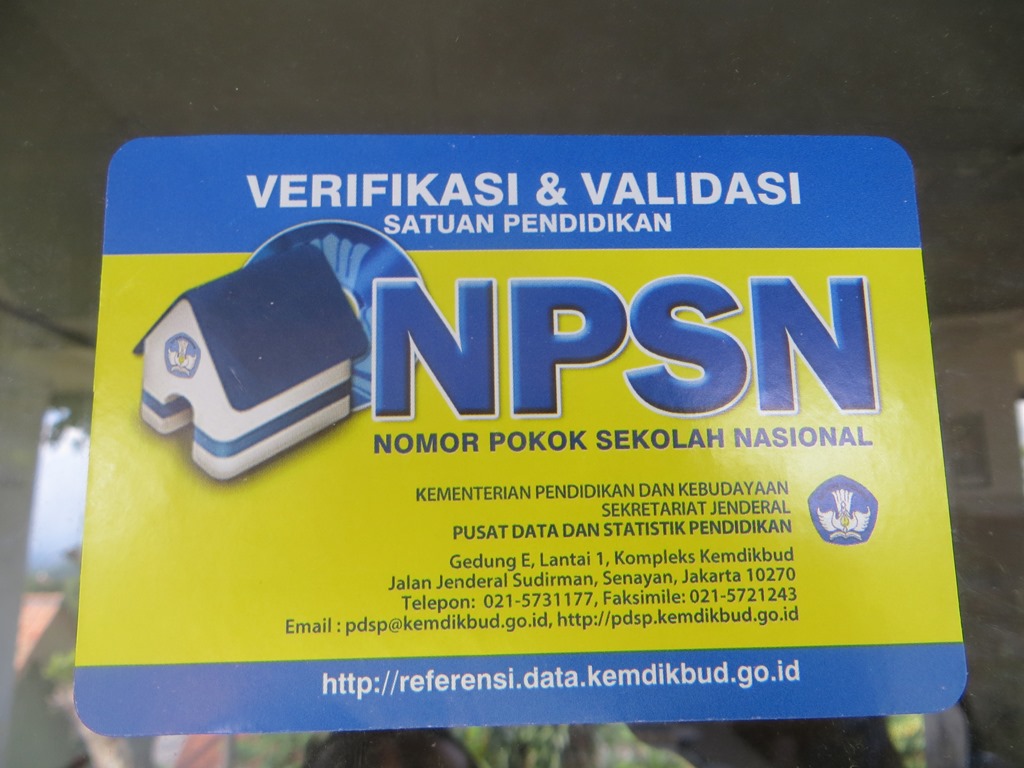 VERIFIKASI & VALIDASI
SATUAN PENDIDIKAN
NPSN
NOMOR POKOK SEKOLAH NASIONAL
KEMENTERIAN PENDIDIKAN DAN KEBUDAYAAN
SEKRETARIAT JENDERAL
PUSAT DATA DAN STATISTIK PENDIDIKAN
Gedung E, Lantai 1, Kompleks Kemdikbud
Jalan Jenderal Sudirman, Senayan, Jakarta 10270
Telepon: 021-5731177, Faksimile: 021-5721243
Email : pdsp@kemdikbud.go.id, http://pdsp.kemdikbud.go.id
http://referensi.data.kemdikbud.go.id